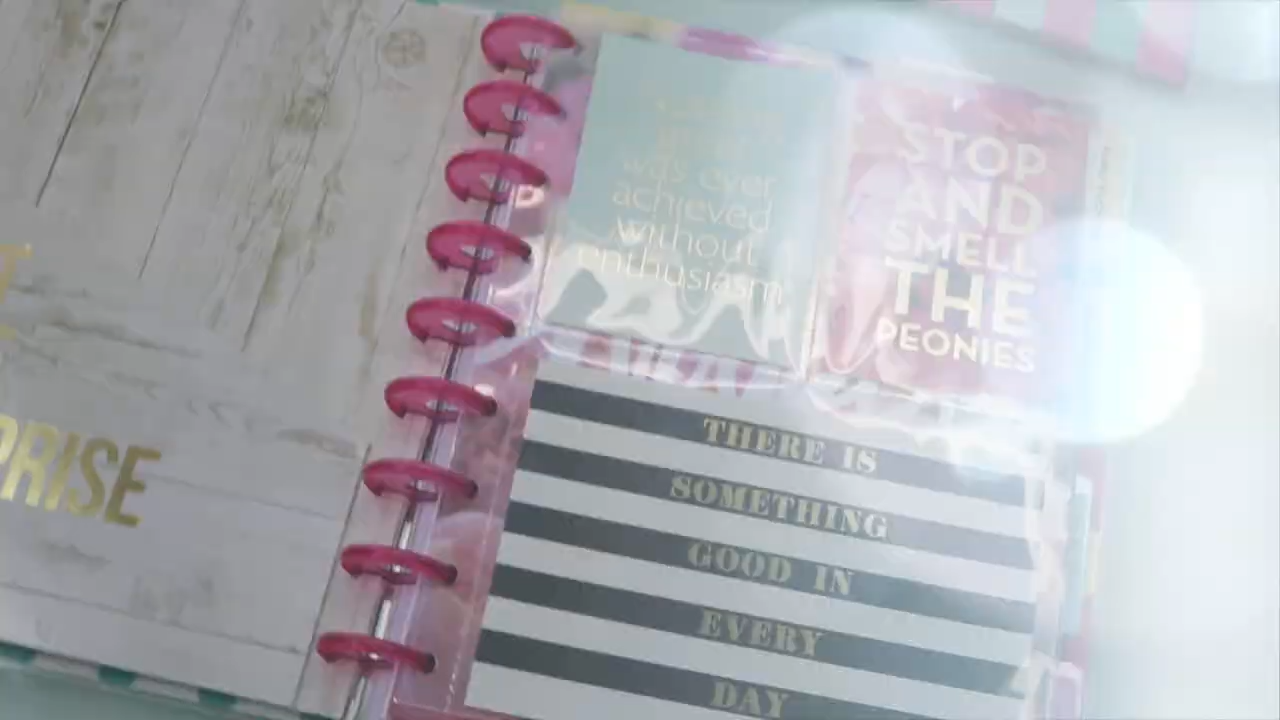 PRISE
was ever
achieved
without
enthusiasm
STOP
AND
SMELL
THE
PEONIES
THERE IS
SOMETHING
GOOD IN
EVERY
DAY